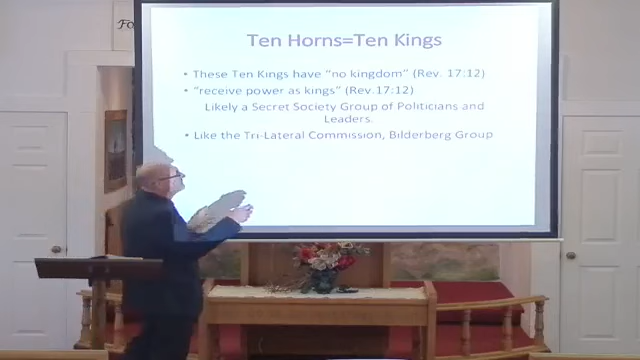 Fo
Ten Horns=Ten Kings
• These Ten Kings have "no kingdom" (Rev. 17:12)
• "receive power as kings" (Rev.17:12)
Likely a Secret Society Group of Politicians and
Leaders.
• Like the Tri-Lateral Commission, Bilderberg Group